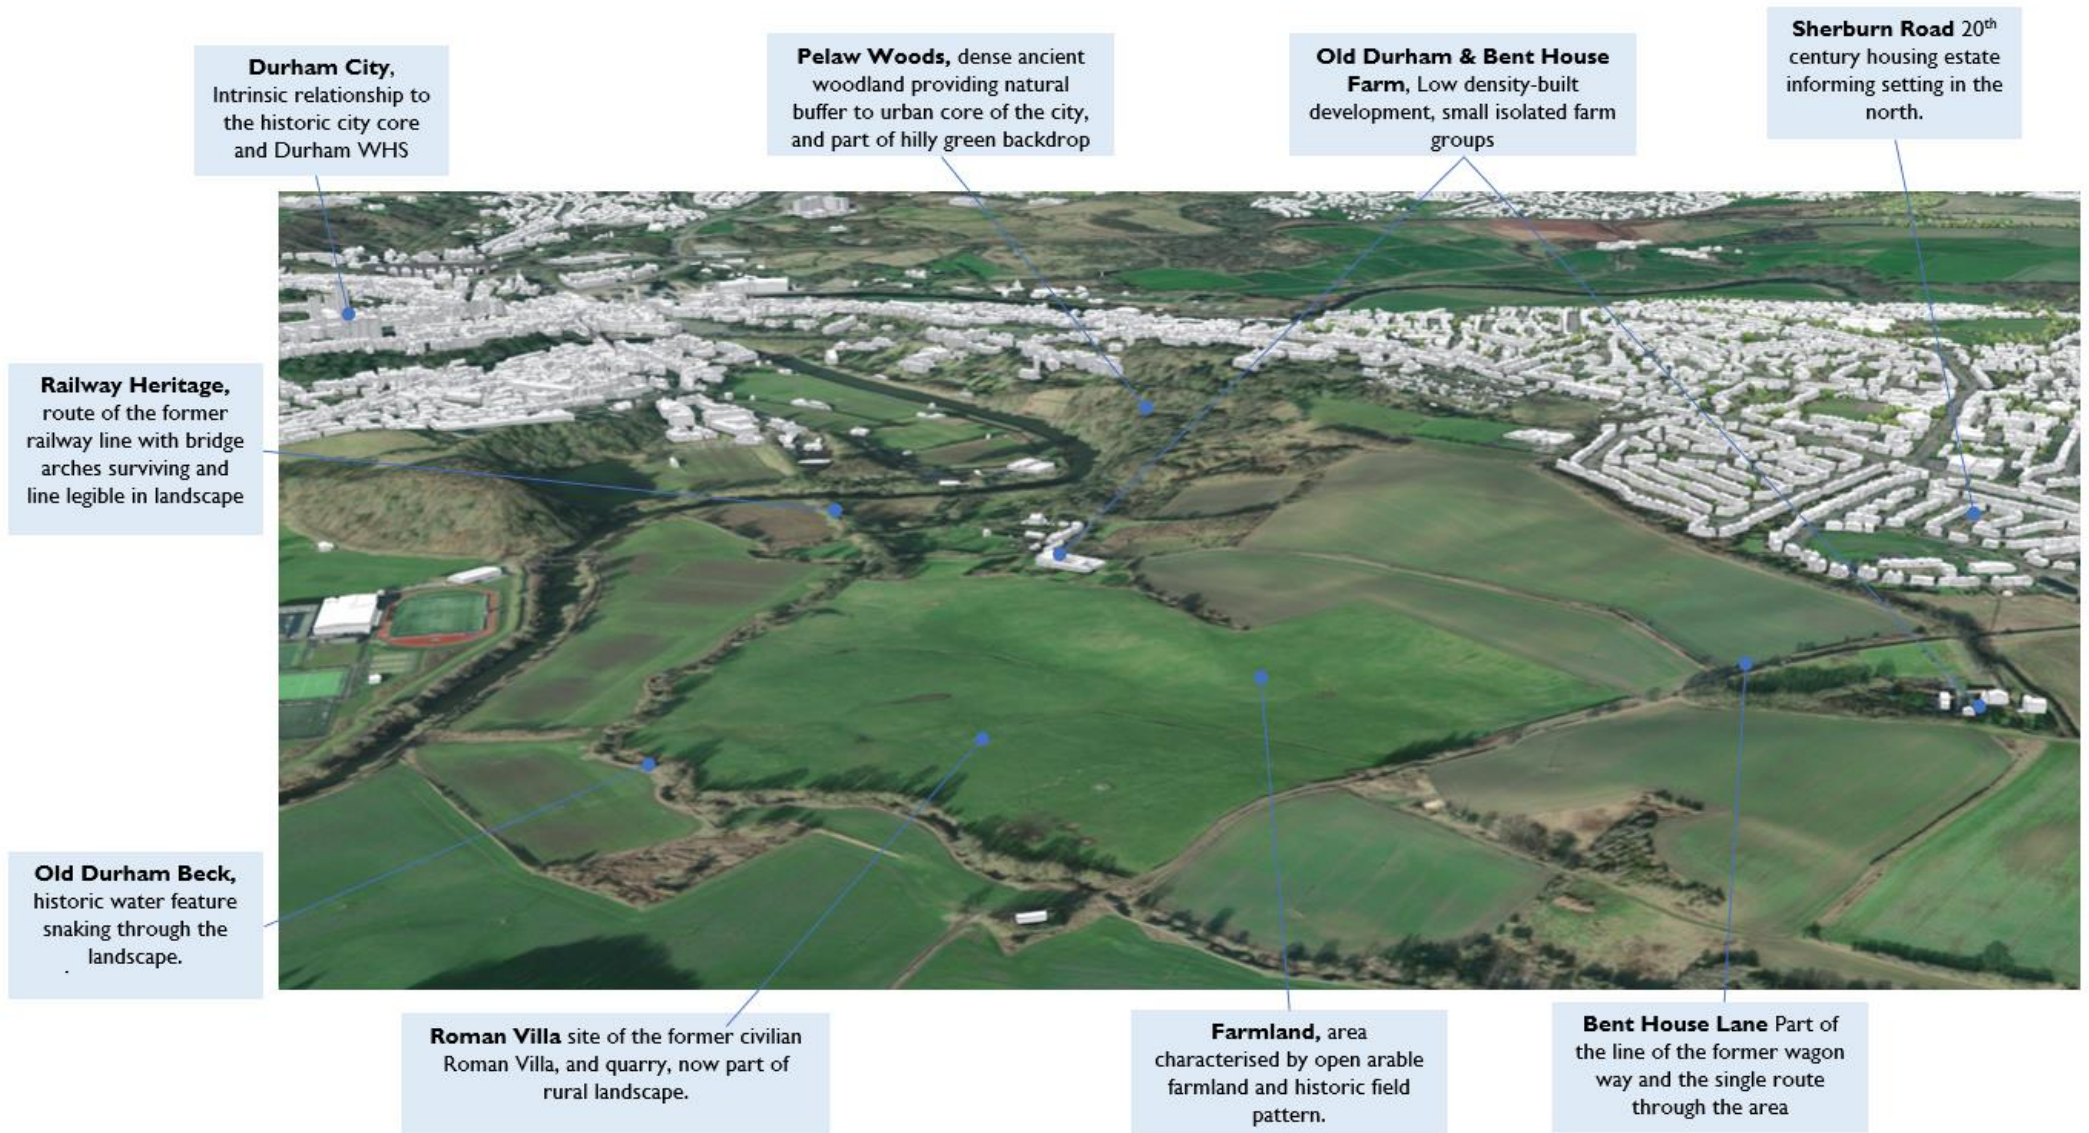 Durham City,
Intrinsic relationship to
the historic city core
and Durham WHS
Pelaw Woods, dense ancient
woodland providing natural
buffer to urban core of the city,
and part of hilly green backdrop
Old Durham & Bent House
Farm, Low density-built
development, small isolated farm
groups
Sherburn Road 20th
century housing estate
informing setting in the
north.
Railway Heritage,
route of the former
railway line with bridge
arches surviving and
line legible in landscape
Old Durham Beck,
historic water feature
snaking through the
landscape.
.
Roman Villa site of the former civilian
Roman Villa, and quarry, now part of
rural landscape.
Farmland, area
characterised by open arable
farmland and historic field
pattern.
Bent House Lane Part of
the line of the former wagon
way and the single route
through the area